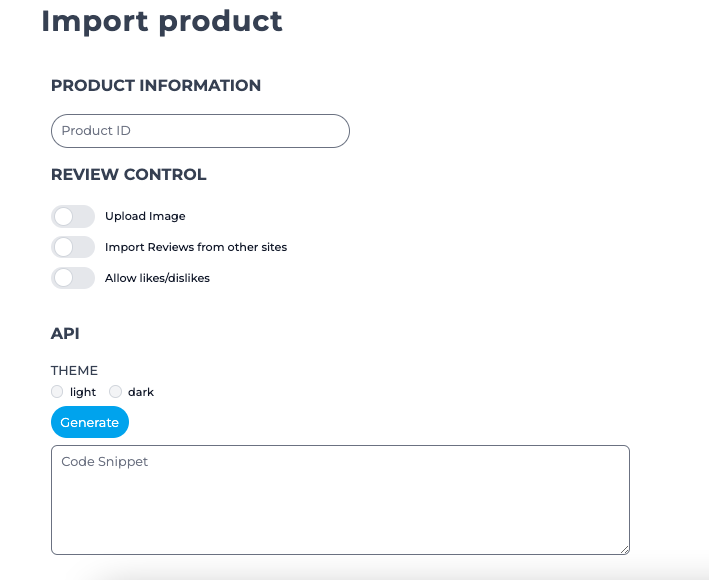 Import product
PRODUCT INFORMATION
Product ID
REVIEW CONTROL
Upload Image
Import Reviews from other sites
Allow likes/dislikes
API
THEME
light dark
Generate
Code Snippet